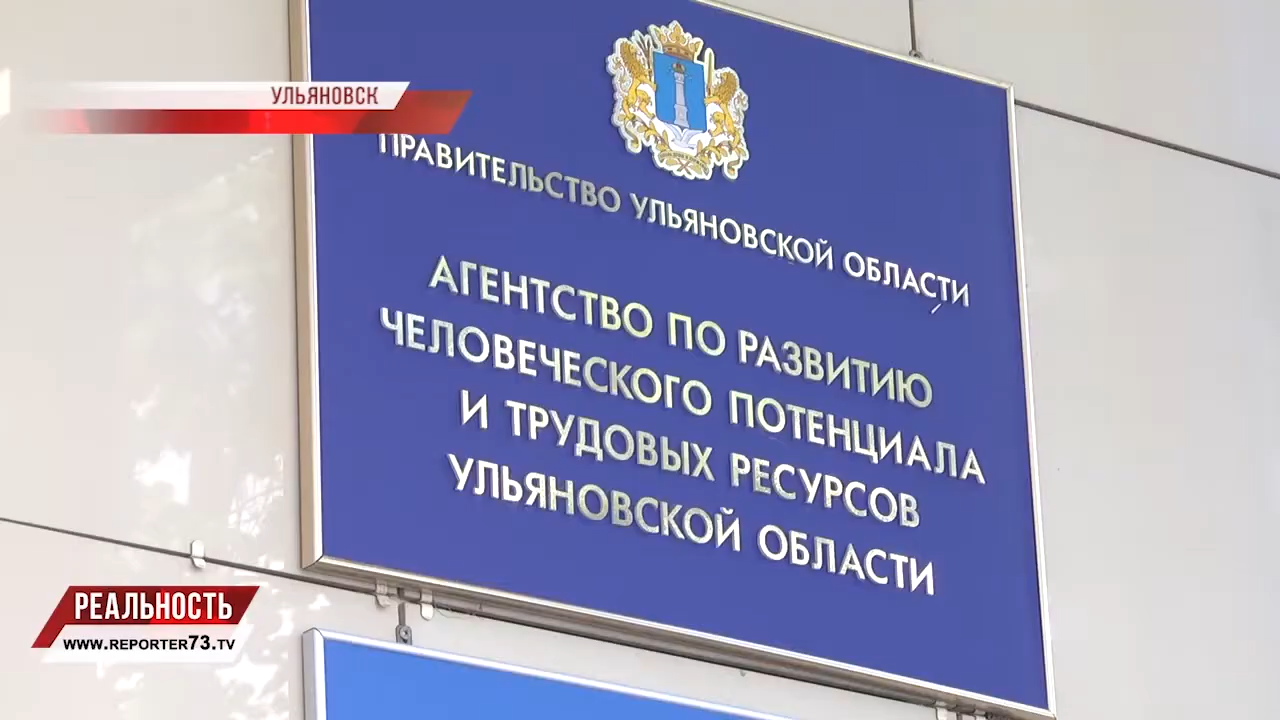 УЛЬЯНОВСК
ПРАВИТЕЛЬСТВО УЛЬЯНОВСКОЙ ОБЛАСТИ
АГЕНТСТВО ПО РАЗВИТИЮ
ЧЕЛОВЕЧЕСКОГО ПОТЕНЦИАЛА
И ТРУДОВЫХ РЕСУРСОВ
УЛЬЯНОВСКОЙ ОБЛАСТИ
РЕАЛЬНОСТЬ
WWW.REPORTER73.TV